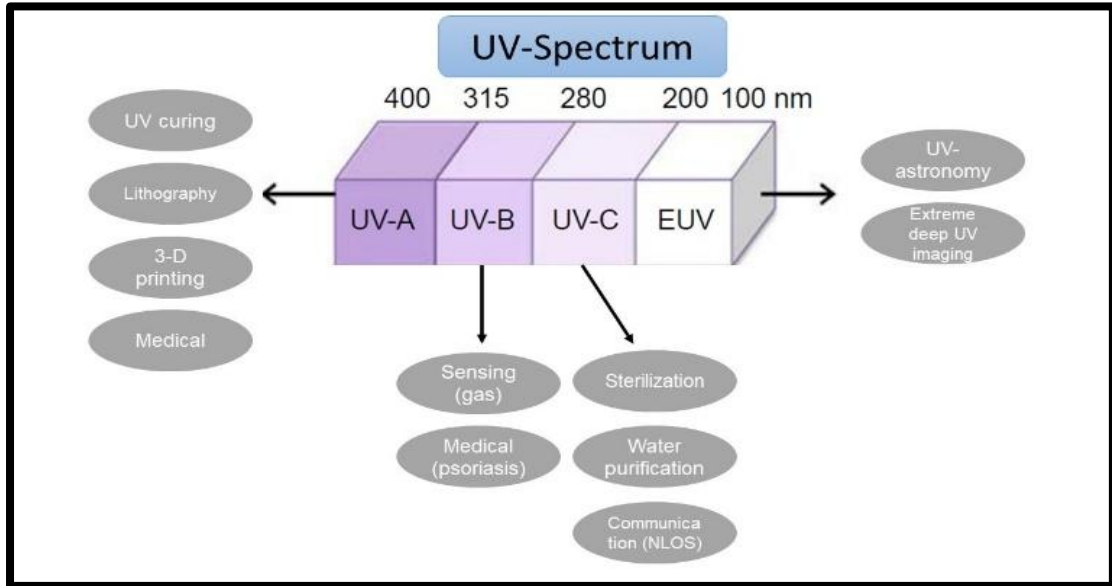 UV-Spectrum
400 315 280 200 100 nm
UV-A UV-B UV-C EUV
UV curing
Lithography
3-D
printing
Medical
Sensing
(gas)
Medical
(psoriasis)
Sterilization
Water
purification
Communica
tion (NLOS)
UV-
astronomy
Extreme
deep UV
imaging